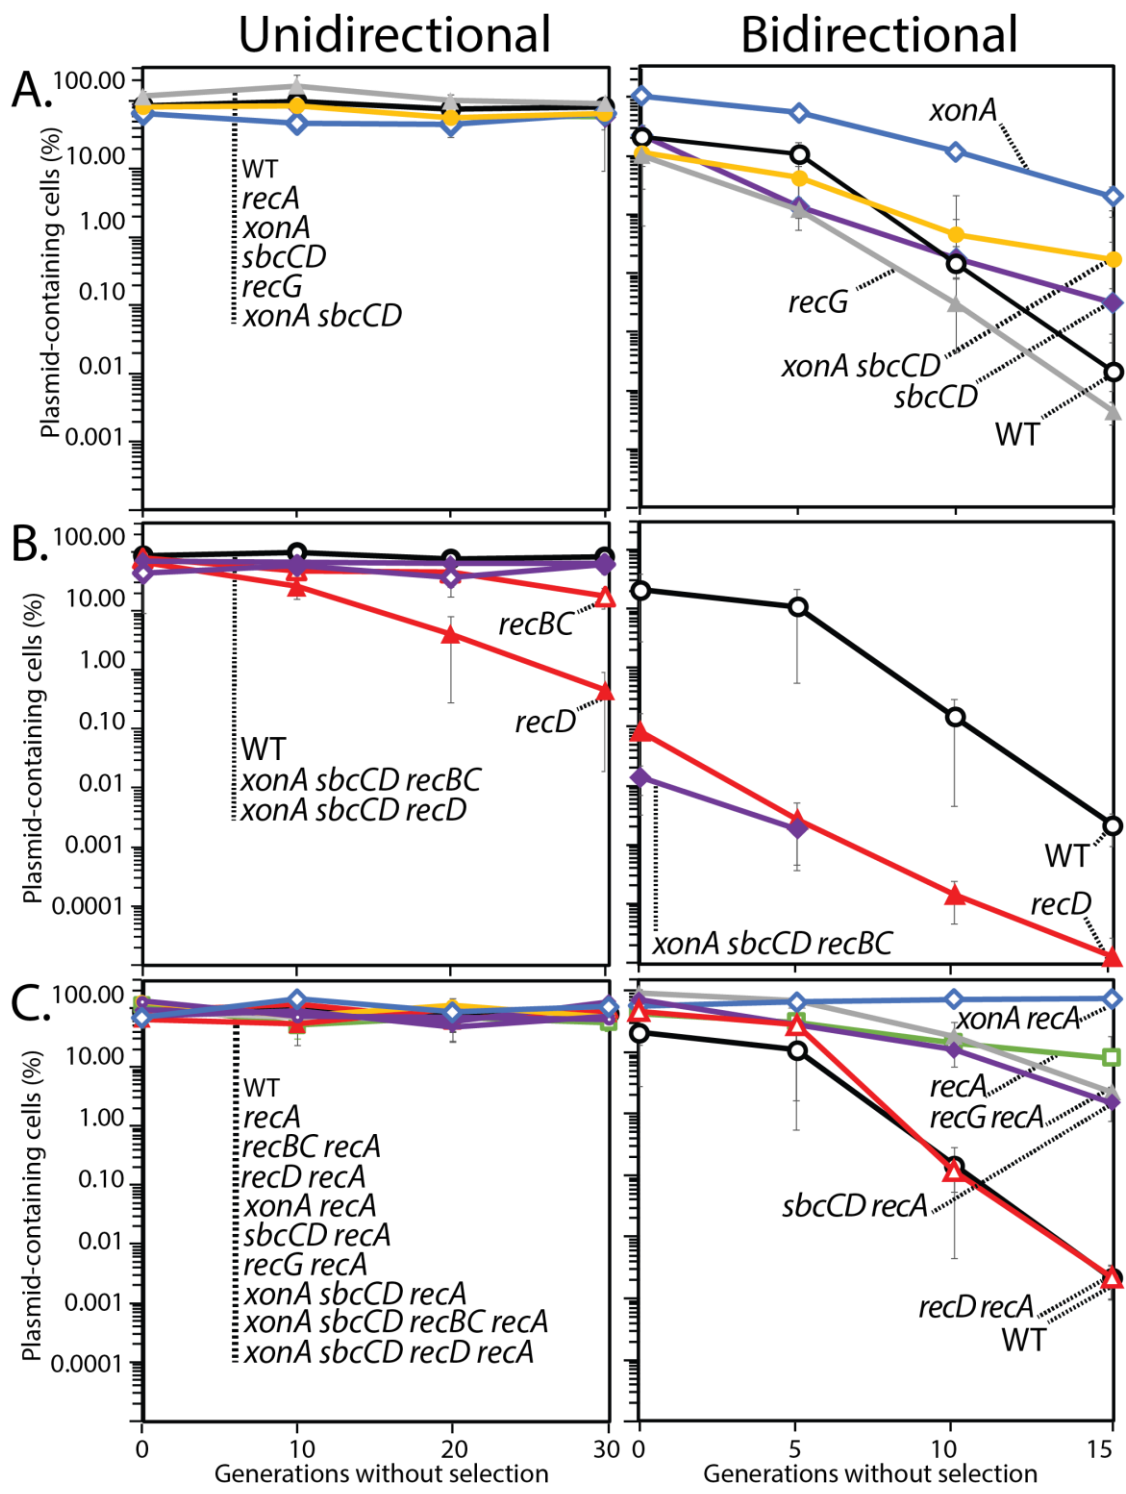 Unidirectional
Bidirectional
A.
Plasmid-containing cells (%)
100.00
10.00
1.00
0.10
0.01
0.001
WT
recA
xonA
sbcCD
recG
xonA sbcCD
xonA
recG
xonA sbcCD
sbcCD
WT
B.
Plasmid-containing cells (%)
100.00
10.00
1.00
0.10
0.01
0.001
0.0001
recBC
recD
WT
xonA sbcCD recBC
xonA sbcCD recD
WT
recD
xonA sbcCD recBC
C.
Plasmid-containing cells (%)
100.00
10.00
1.00
0.10
0.01
0.001
0.0001
WT
recA
recBC recA
recD recA
xonA recA
sbcCD recA
recG recA
xonA sbcCD recA
xonA sbcCD recBC recA
xonA sbcCD recD recA
xonA recA
recA
recG recA
sbcCD recA
recD recA
WT
0 10 20 30
Generations without selection
0 5 10 15
Generations without selection